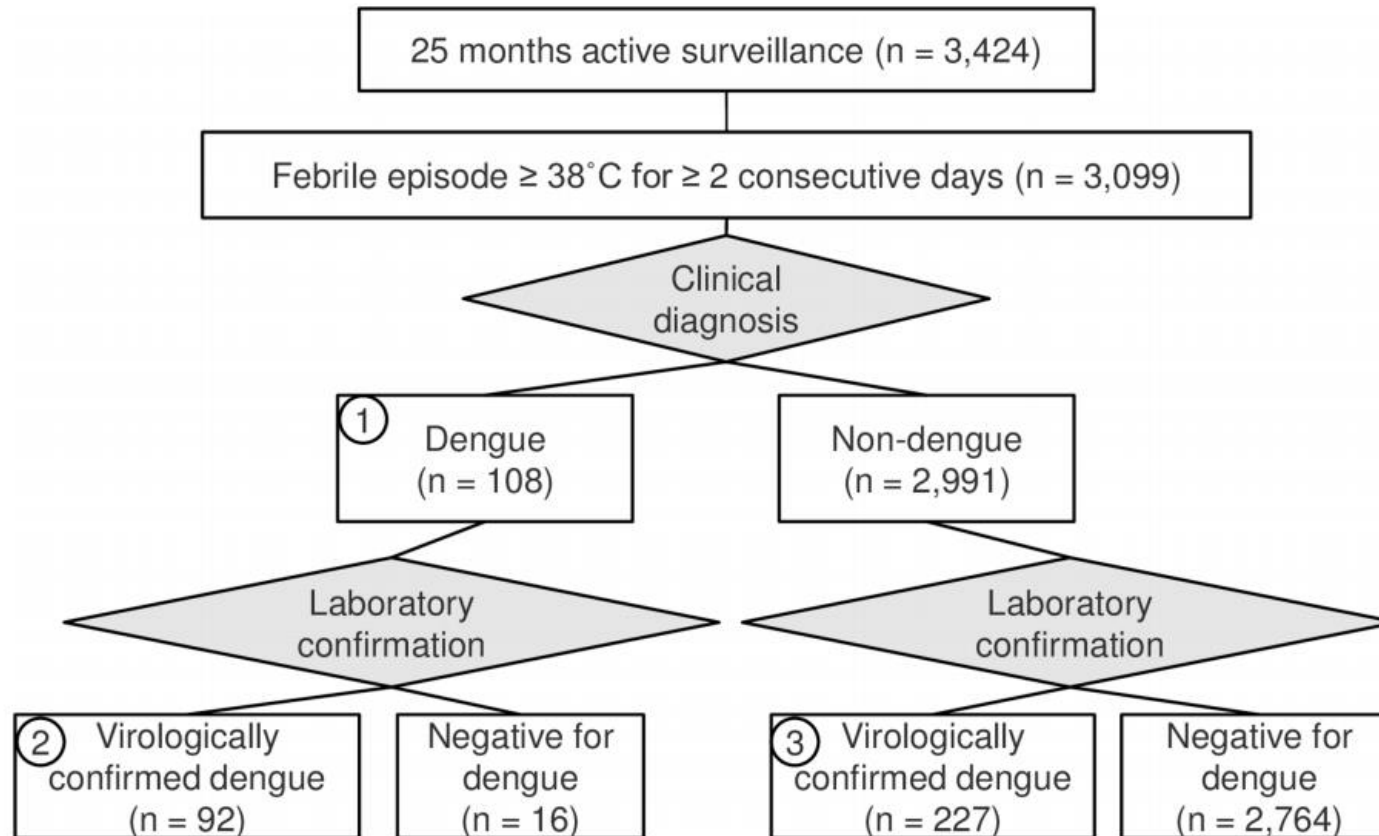 25 months active surveillance (n = 3,424)
Febrile episode ≥ 38˚C for ≥ 2 consecutive days (n = 3,099)
Clinical
diagnosis
1
Dengue
(n = 108)
Non-dengue
(n = 2,991)
Laboratory
confirmation
Laboratory
confirmation
2
Virologically
confirmed dengue
(n = 92)
Negative for
dengue
(n = 16)
3
Virologically
confirmed dengue
(n = 227)
Negative for
dengue
(n = 2,764)